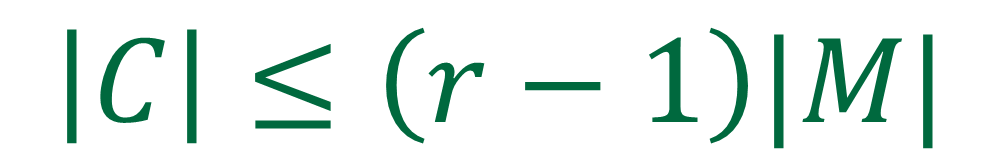 |C| ≤ (r − 1)|M|